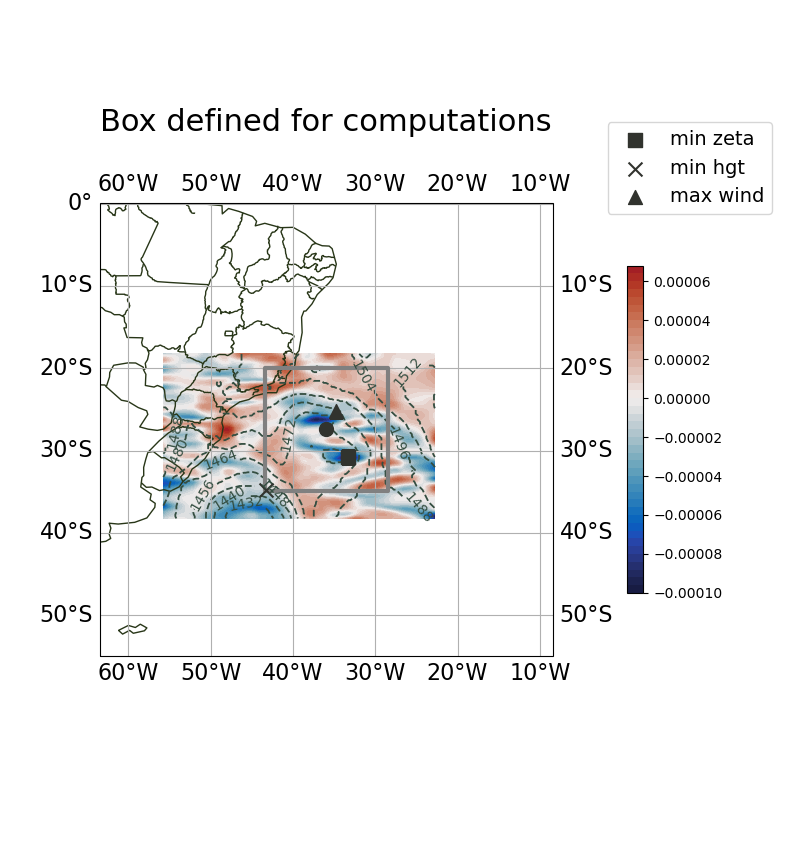 Box defined for computations
min zeta
min hgt
max wind
60°W 50°W 40°W 30°W 20°W 10°W
0°
10°S 10°S
20°S 20°S
30°S 30°S
40°S 40°S
50°S 50°S
60°W 50°W 40°W 30°W 20°W 10°W
1504
1512
1472
1496
1480
1464
1456
1440
0.00006
0.00004
0.00002
0.00000
−0.00002
−0.00004
−0.00006
−0.00008
−0.00010